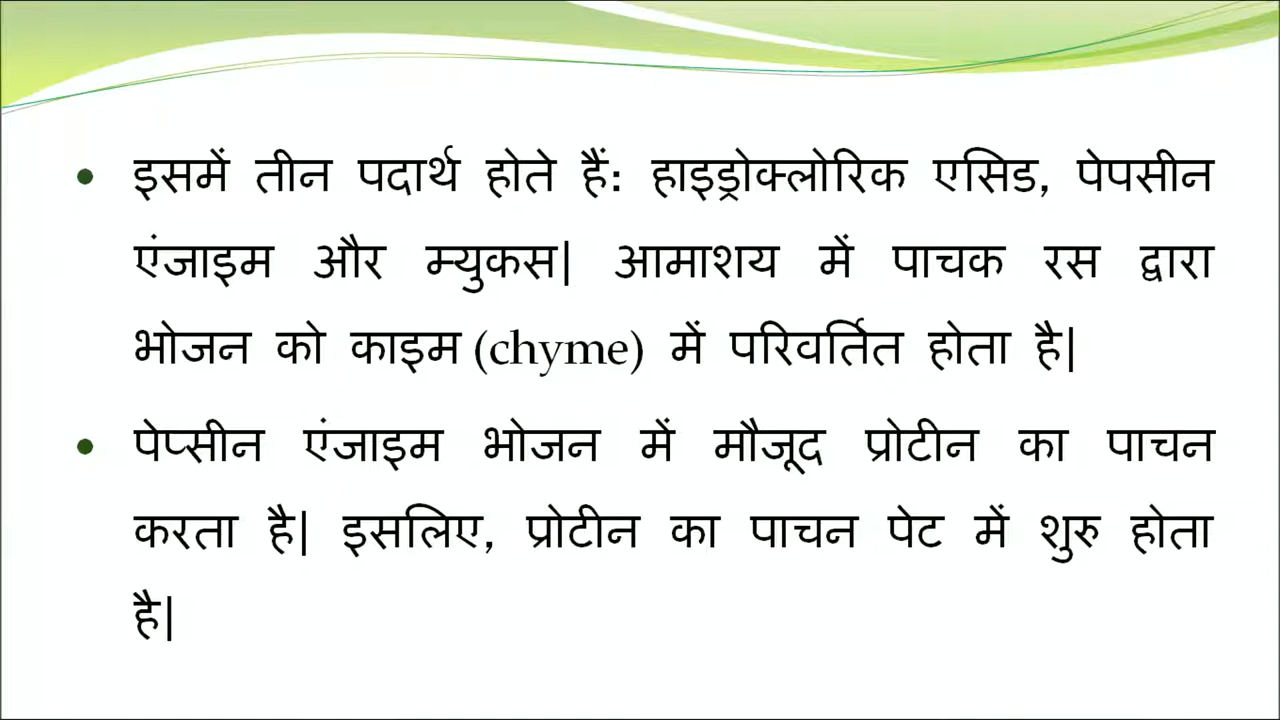 • इसमें तीन पदार्थ होते हैं: हाइड्रोक्लोरिक एसिड, पेपसीन
एंजाइम और म्युकस| आमाशय में पाचक रस द्वारा
भोजन को काइम (chyme) में परिवर्तित होता है|
• पेप्सीन एंजाइम भोजन में मौजूद प्रोटीन का पाचन
करता है| इसलिए, प्रोटीन का पाचन पेट में शुरु होता
है|